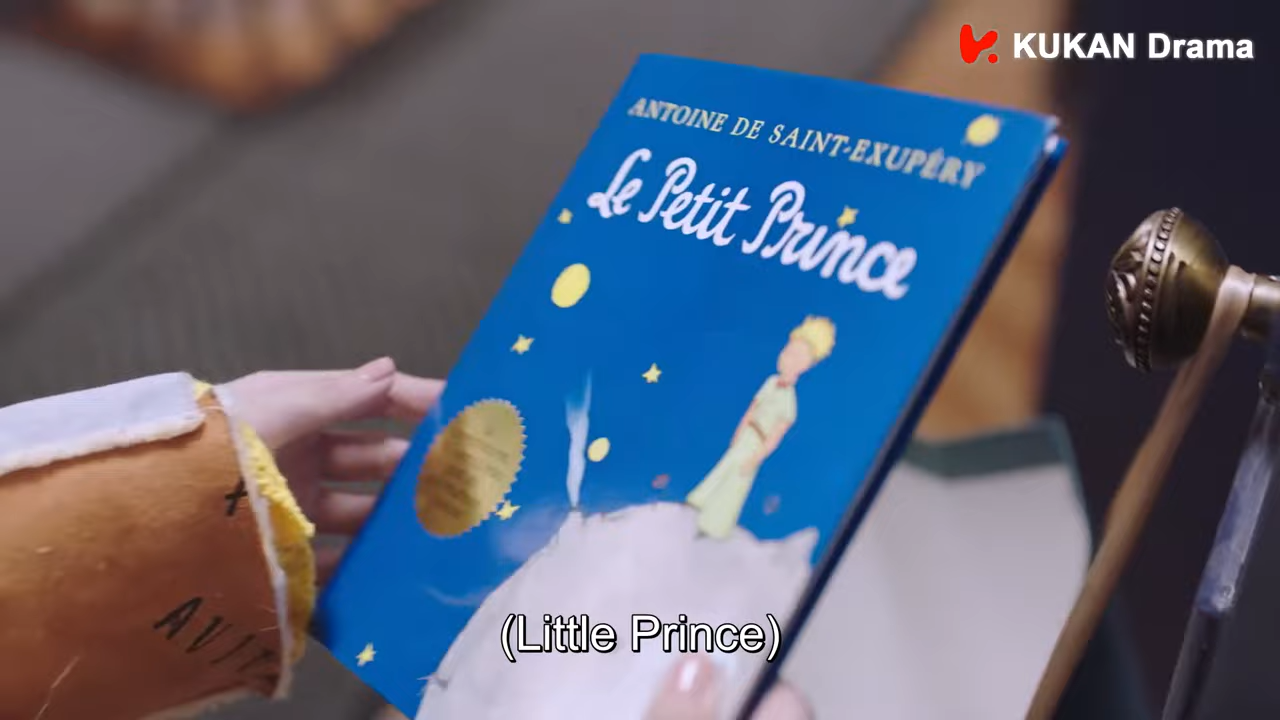 KUKAN Drama
ANTOINE DE SAINT-EXUPÉRY
Le Petit Prince
(Little Prince)